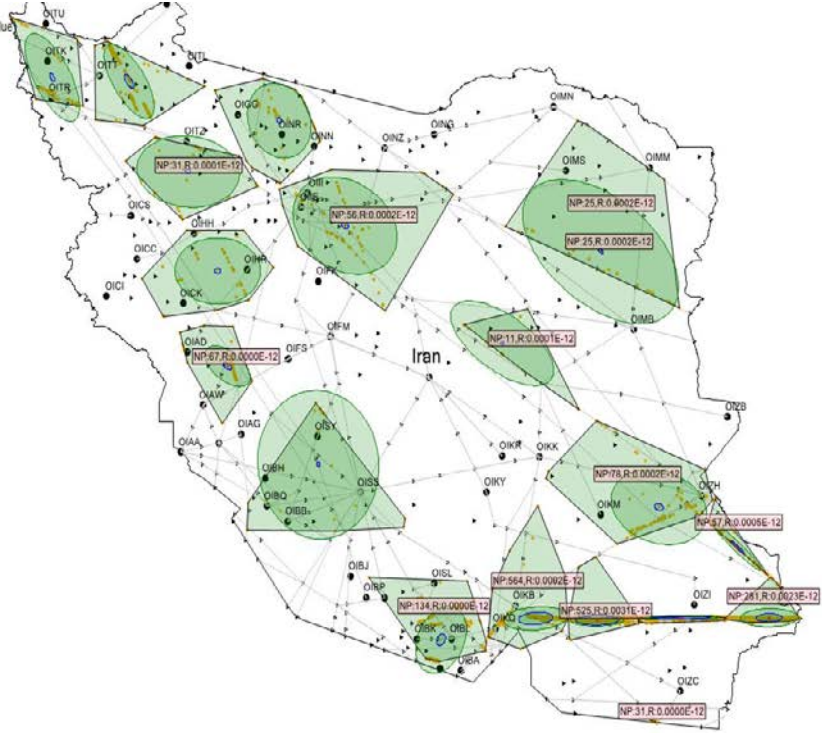 OITU
lue
OITK
OITL
OITT
OITR
OIMN
OIGG
OING
OINR
OITZ
OINN
OINZ
OIMM
OIMS
NP:31,R:0.0001E-12
OIII
NP:25,R:0.0002E-12
OICS
NP:56,R:0.0002E-12
OIHH
NP:25,R:0.0002E-12
OICC
OIHR
OICI
OICK
OIFK
OIMB
OIFM
NP:11,R:0.0001E-12
OIAD
NP:67,R:0.0000E-12
OIFS
Iran
OIAW
OIZB
OIAG
OISY
OIAA
OIKR
OIKK
OIBH
NP:78,R:0.0002E-12
OISS
OIKY
OIZH
OIBQ
OIKM
OIBB
NP:57,R:0.0005E-12
OIBJ
OISL
NP:564,R:0.0002E-12
OIBP
OIKB
OIZI
NP:281,R:0.0023E-12
NP:134,R:0.0000E-12
NP:525,R:0.0031E-12
OIKQ
OIBK
OIBL
OIBA
OIZC
NP:31,R:0.0000E-12